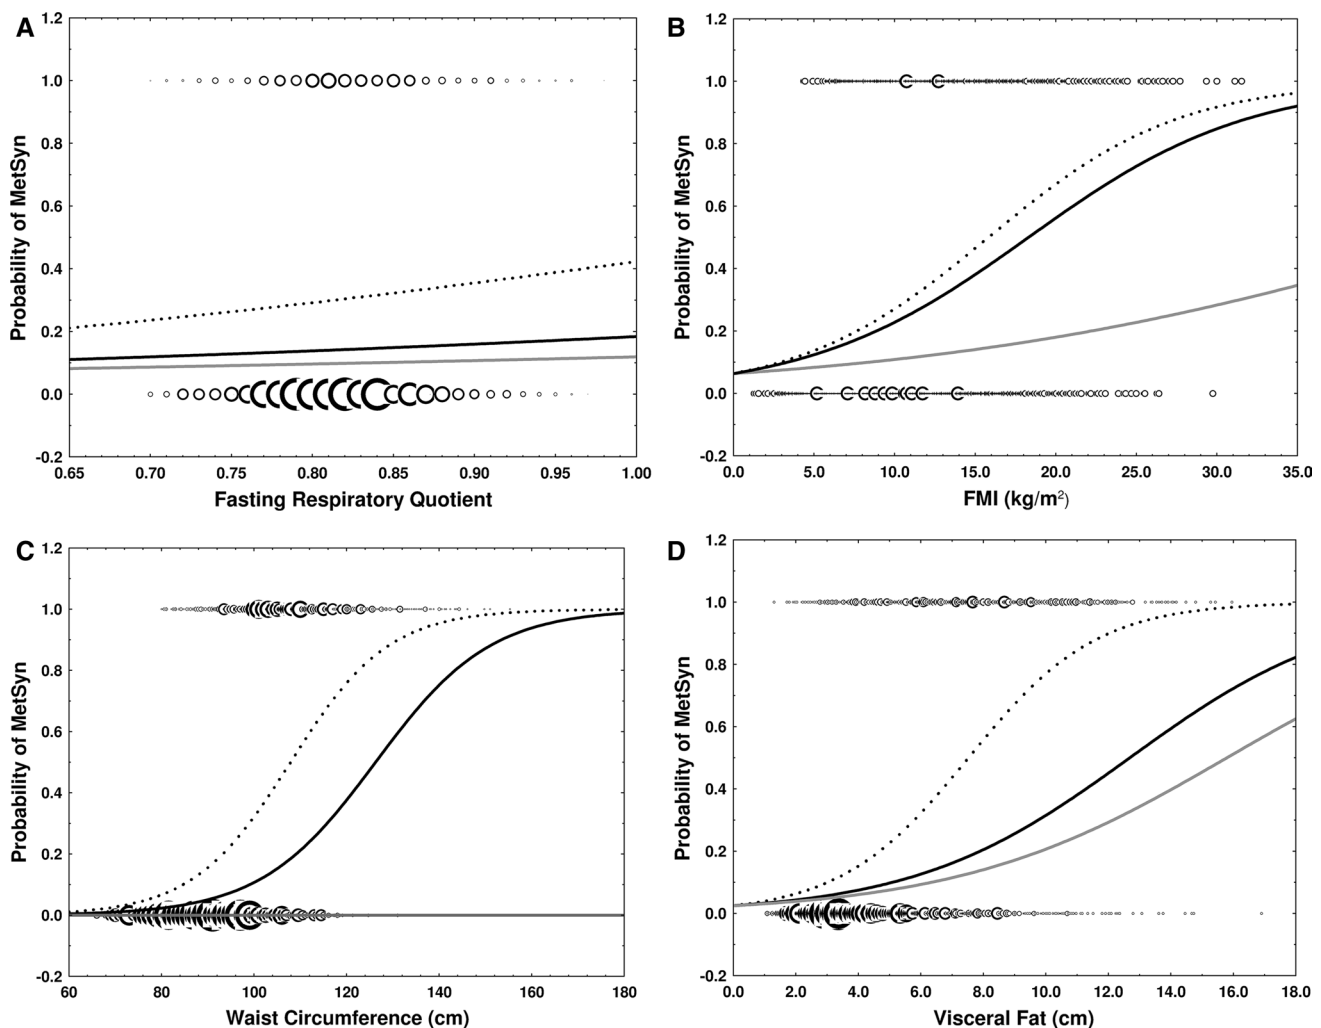 A
Probability of MetSyn
1.2
1.0
0.8
0.6
0.4
0.2
0.0
-0.2
0.65 0.70 0.75 0.80 0.85 0.90 0.95 1.00
Fasting Respiratory Quotient
B
Probability of MetSyn
1.2
1.0
0.8
0.6
0.4
0.2
0.0
-0.2
0.0 5.0 10.0 15.0 20.0 25.0 30.0 35.0
FMI (kg/m²)
C
Probability of MetSyn
1.2
1.0
0.8
0.6
0.4
0.2
0.0
-0.2
60 80 100 120 140 160 180
Waist Circumference (cm)
D
Probability of MetSyn
1.2
1.0
0.8
0.6
0.4
0.2
0.0
-0.2
0.0 2.0 4.0 6.0 8.0 10.0 12.0 14.0 16.0 18.0
Visceral Fat (cm)